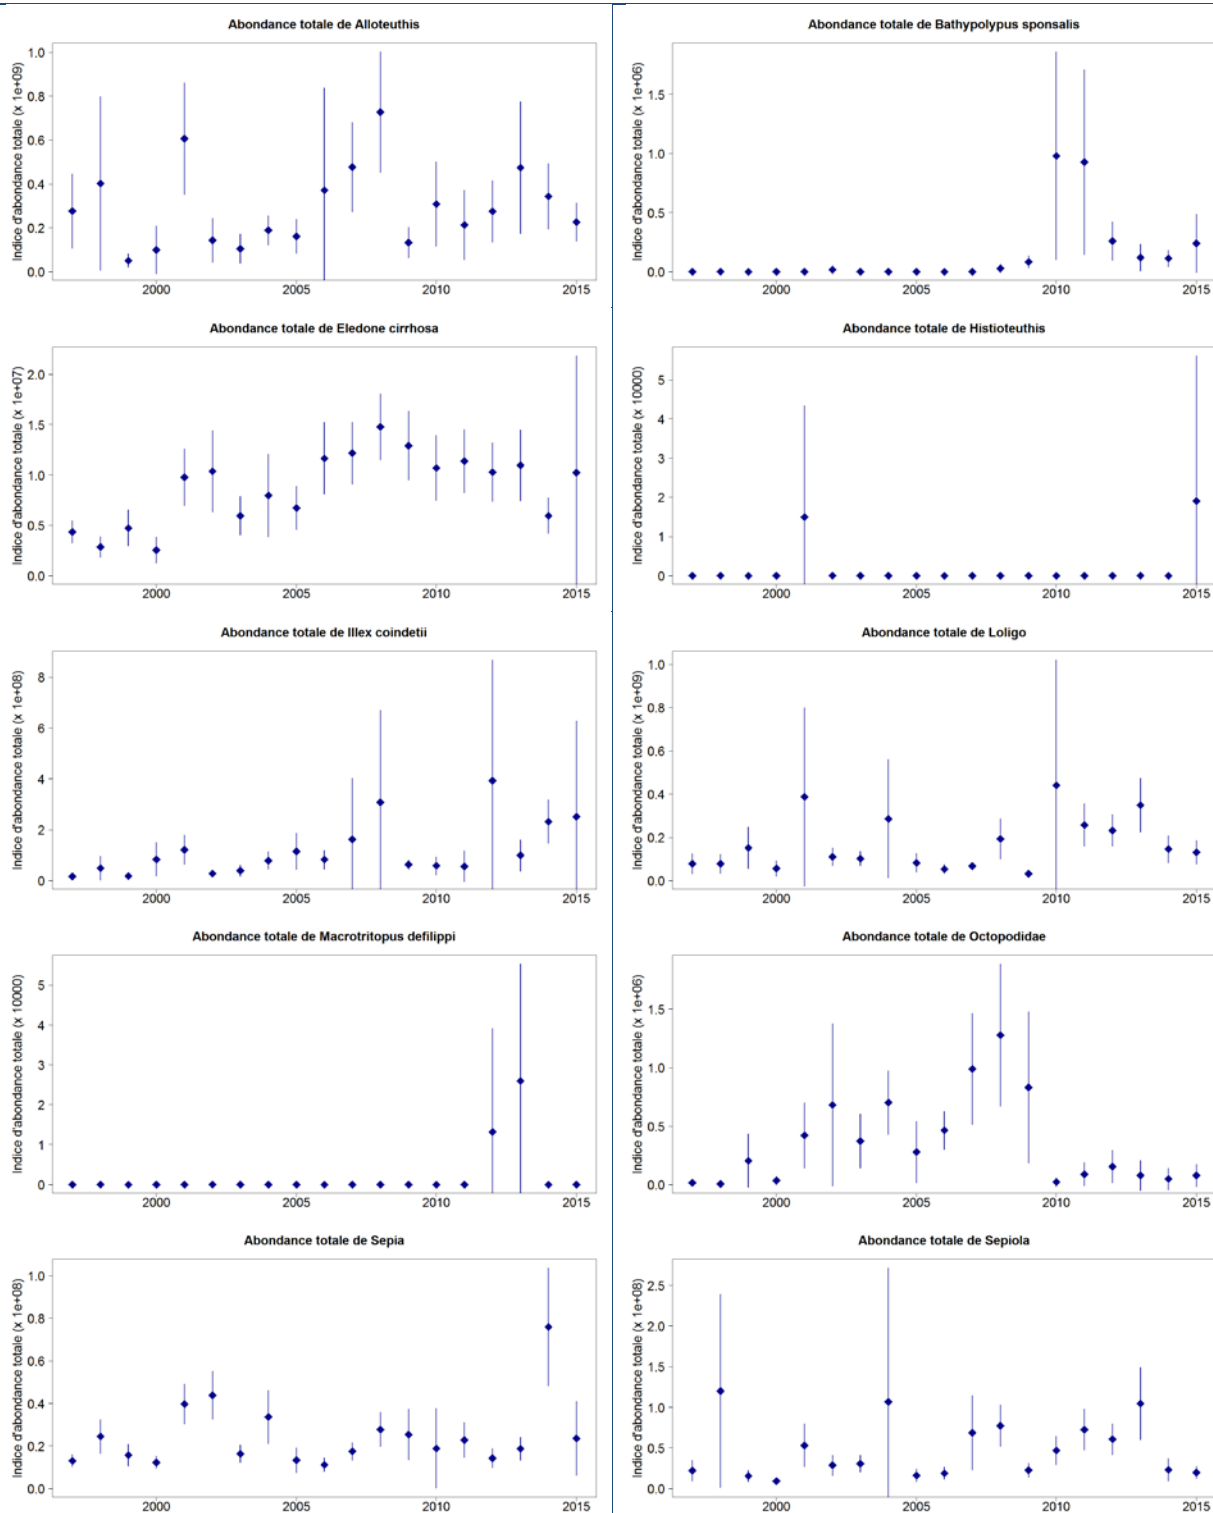 Abondance totale de Alloteuthis
Indice d'abondance totale (x 1e+09)
1.0
0.8
0.6
0.4
0.2
0.0
2000 2005 2010 2015
Abondance totale de Bathypolypus sponsalis
Indice d'abondance totale (x 1e+06)
1.5
1.0
0.5
0.0
2000 2005 2010 2015
Abondance totale de Eledone cirrhosa
Indice d'abondance totale (x 1e+07)
2.0
1.5
1.0
0.5
0.0
2000 2005 2010 2015
Abondance totale de Histioteuthis
Indice d'abondance totale (x 10000)
5
4
3
2
1
0
2000 2005 2010 2015
Abondance totale de Illex coindetii
Indice d'abondance totale (x 1e+08)
8
6
4
2
0
2000 2005 2010 2015
Abondance totale de Loligo
Indice d'abondance totale (x 1e+09)
1.0
0.8
0.6
0.4
0.2
0.0
2000 2005 2010 2015
Abondance totale de Macrotritopus defilippi
Indice d'abondance totale (x 10000)
5
4
3
2
1
0
2000 2005 2010 2015
Abondance totale de Octopodidae
Indice d'abondance totale (x 1e+06)
1.5
1.0
0.5
0.0
2000 2005 2010 2015
Abondance totale de Sepia
Indice d'abondance totale (x 1e+08)
1.0
0.8
0.6
0.4
0.2
0.0
2000 2005 2010 2015
Abondance totale de Sepiola
Indice d'abondance totale (x 1e+08)
2.5
2.0
1.5
1.0
0.5
0.0
2000 2005 2010 2015